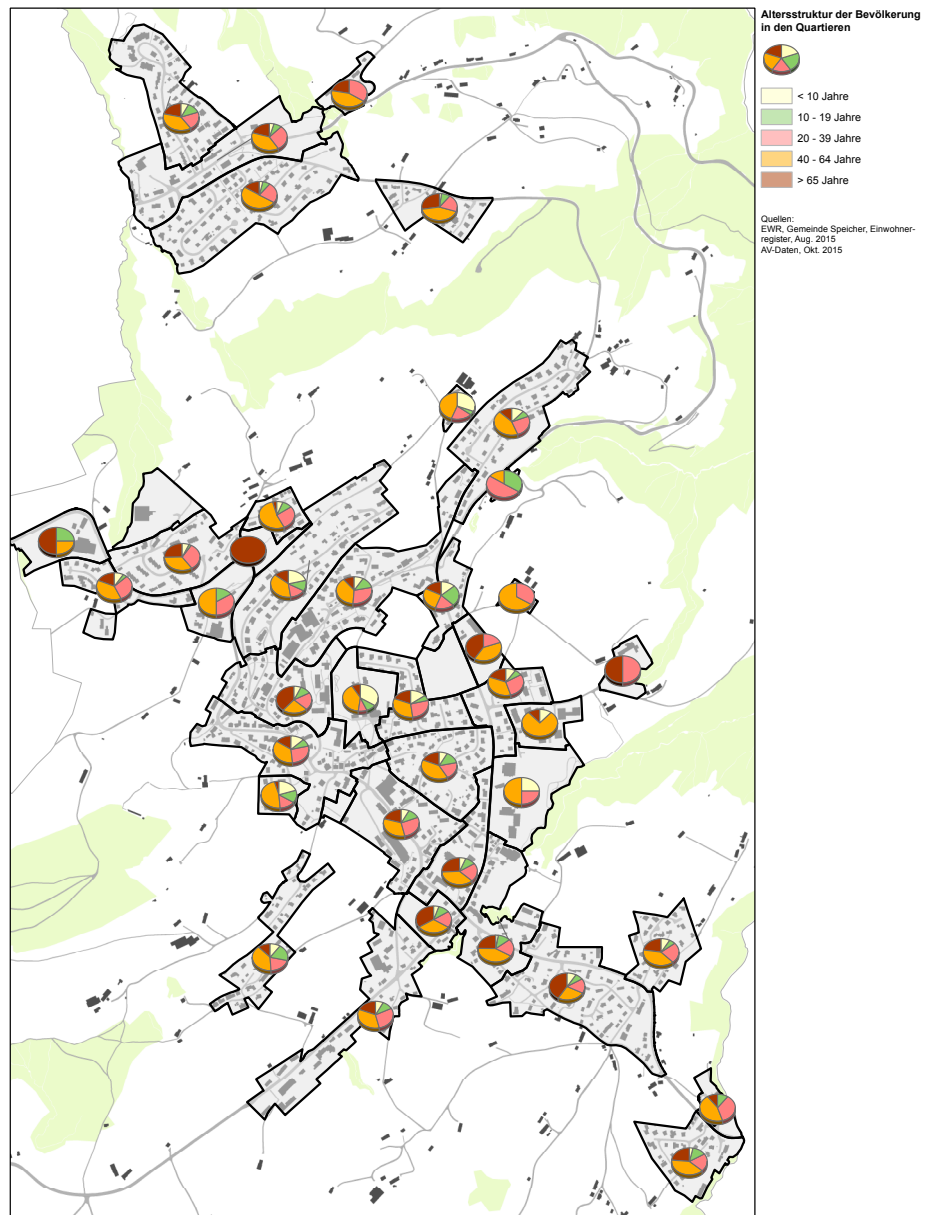 Altersstruktur der Bevölkerung
in den Quartieren
< 10 Jahre
10 - 19 Jahre
20 - 39 Jahre
40 - 64 Jahre
> 65 Jahre
Quellen:
EWR, Gemeinde Speicher, Einwohner-
register, Aug. 2015
AV-Daten, Okt. 2015